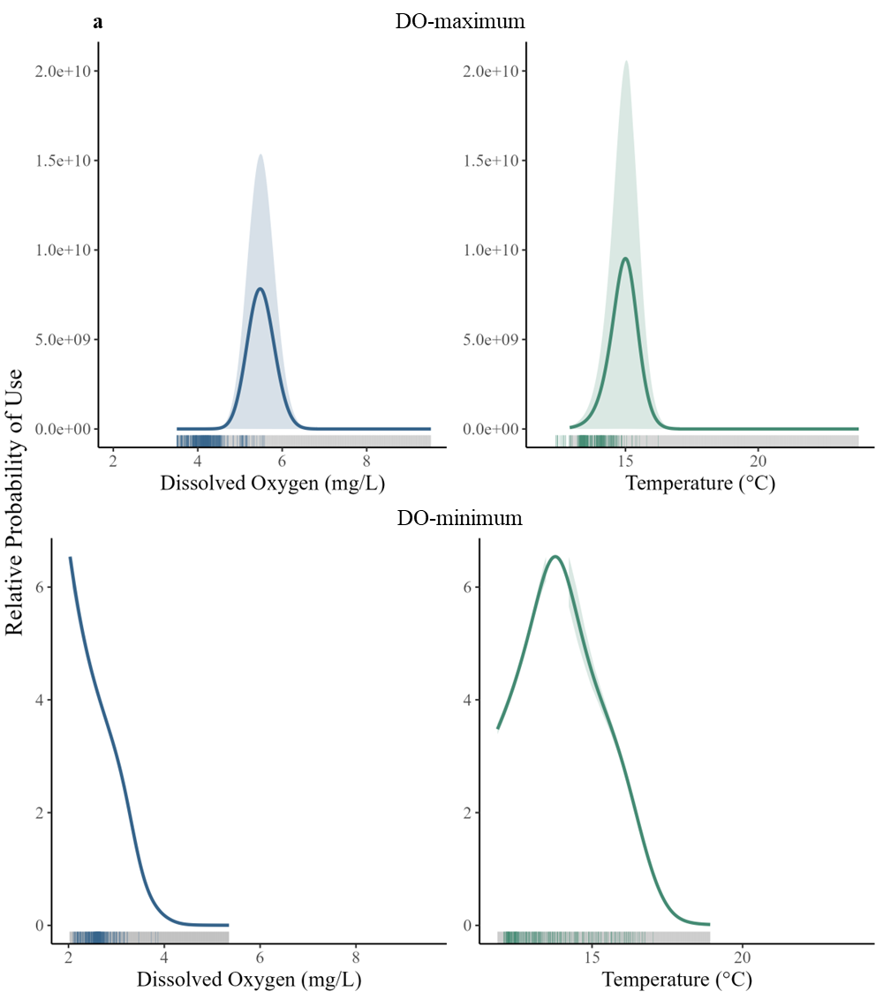 a
DO-maximum
Relative Probability of Use
2.0e+10
1.5e+10
1.0e+10
5.0e+09
0.0e+00
2 4 6 8
Dissolved Oxygen (mg/L)
2.0e+10
1.5e+10
1.0e+10
5.0e+09
0.0e+00
15 20
Temperature (°C)
DO-minimum
6
4
2
0
2 4 6 8
Dissolved Oxygen (mg/L)
6
4
2
0
15 20
Temperature (°C)